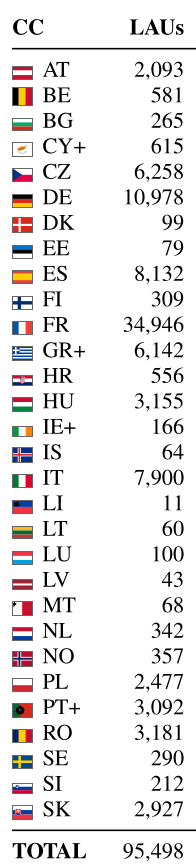 CC LAUs
AT 2,093
BE 581
BG 265
CY+ 615
CZ 6,258
DE 10,978
DK 99
EE 79
ES 8,132
FI 309
FR 34,946
GR+ 6,142
HR 556
HU 3,155
IE+ 166
IS 64
IT 7,900
LI 11
LT 60
LU 100
LV 43
MT 68
NL 342
NO 357
PL 2,477
PT+ 3,092
RO 3,181
SE 290
SI 212
SK 2,927
TOTAL 95,498